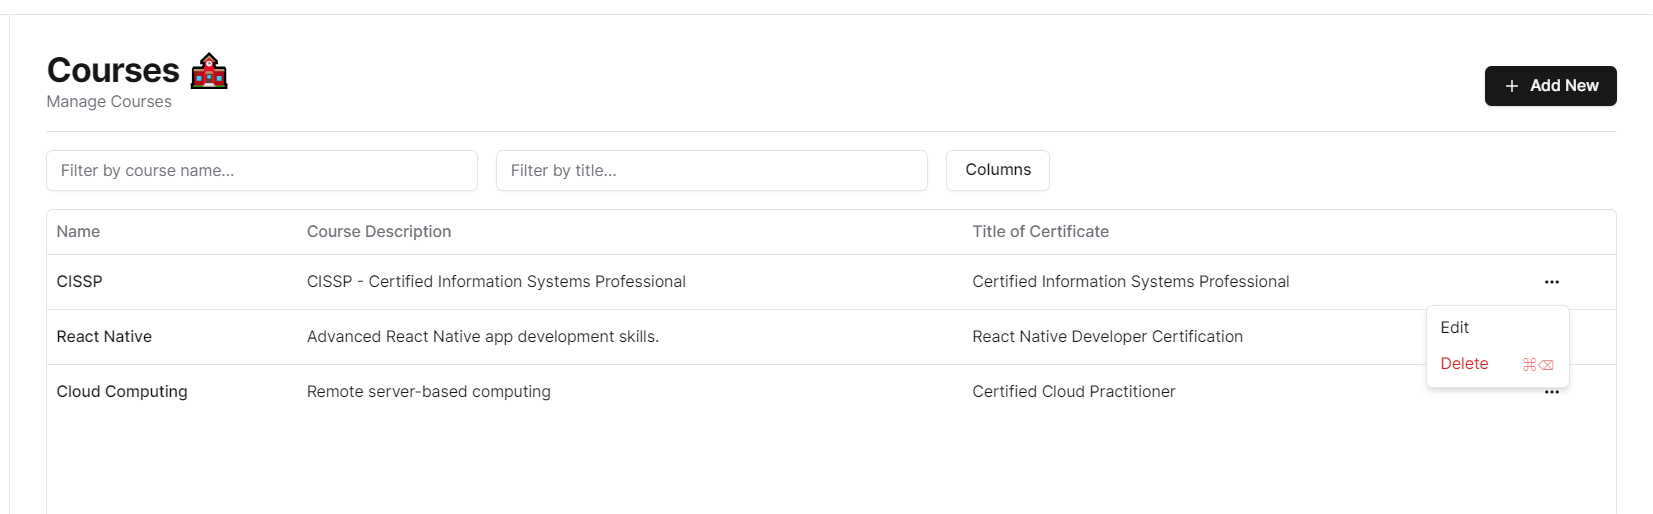 Courses
Manage Courses
+ Add New
Filter by course name...
Filter by title...
Columns
Name Course Description Title of Certificate
CISSP CISSP - Certified Information Systems Professional Certified Information Systems Professional ...
Edit
React Native Advanced React Native app development skills. React Native Developer Certification
Delete ⌘⌫
Cloud Computing Remote server-based computing Certified Cloud Practitioner ...